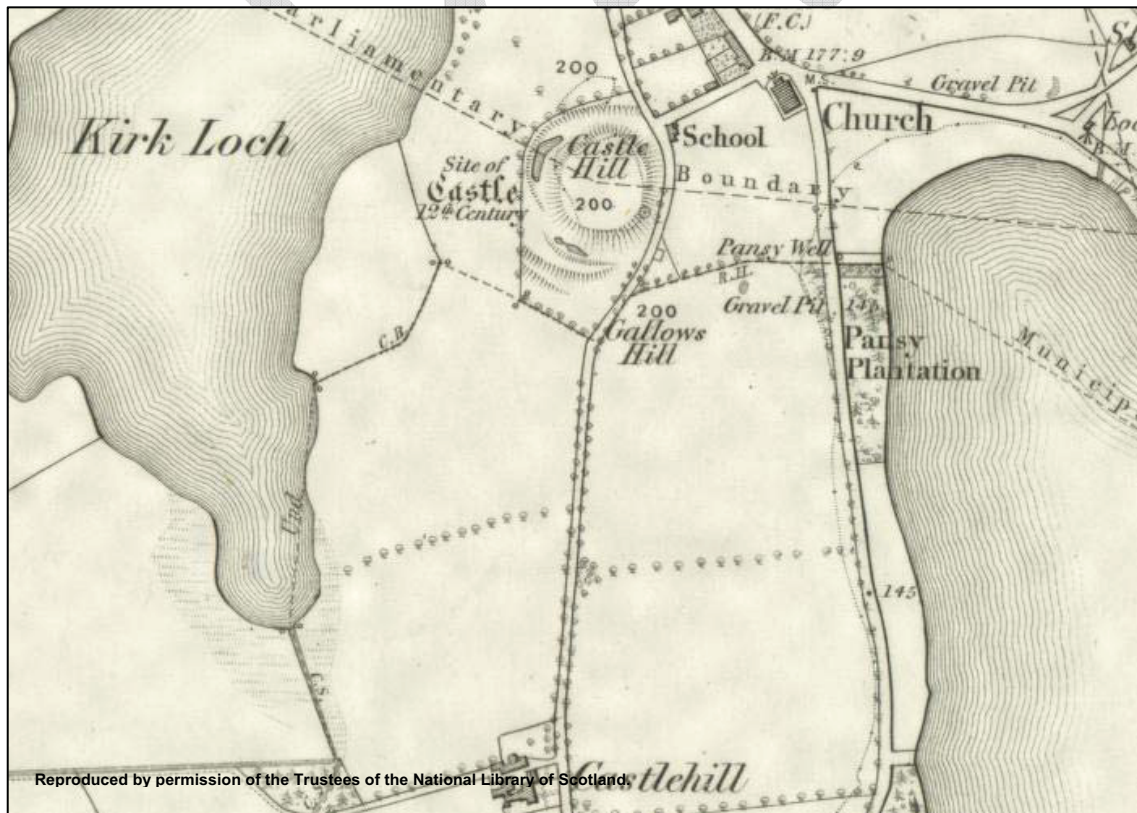 arliamentary
Boundary
(F.C.)
B.M. 177·9
M.S.
Gravel Pit
200
Kirk Loch
Castle
Hill
School
Church
Site of
Castle
12th Century
200
Pansy Well
R.H.
Gravel Pit
200
Gallows
Hill
C.R.
Pansy
Plantation
Municip
Und
145
C.S.
Castlehill
Reproduced by permission of the Trustees of the National Library of Scotland.